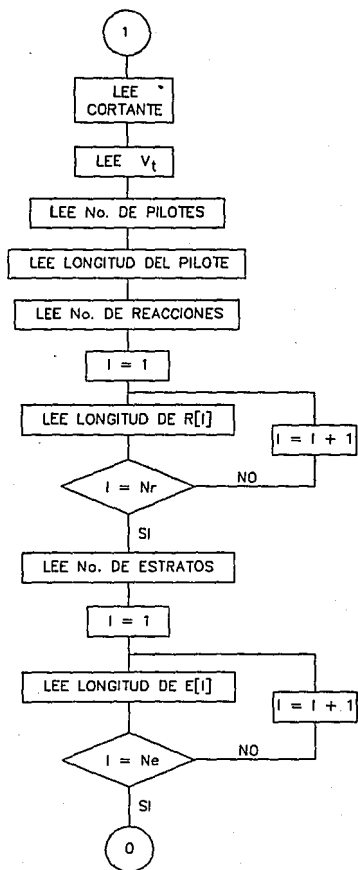 1
LEE
CORTANTE
LEE Vt
LEE No. DE PILOTES
LEE LONGITUD DEL PILOTE
LEE No. DE REACCIONES
I = 1
LEE LONGITUD DE R[I]
I = I + 1
I = Nr
NO
SI
LEE No. DE ESTRATOS
I = 1
LEE LONGITUD DE E[I]
I = I + 1
I = Ne
NO
SI
0